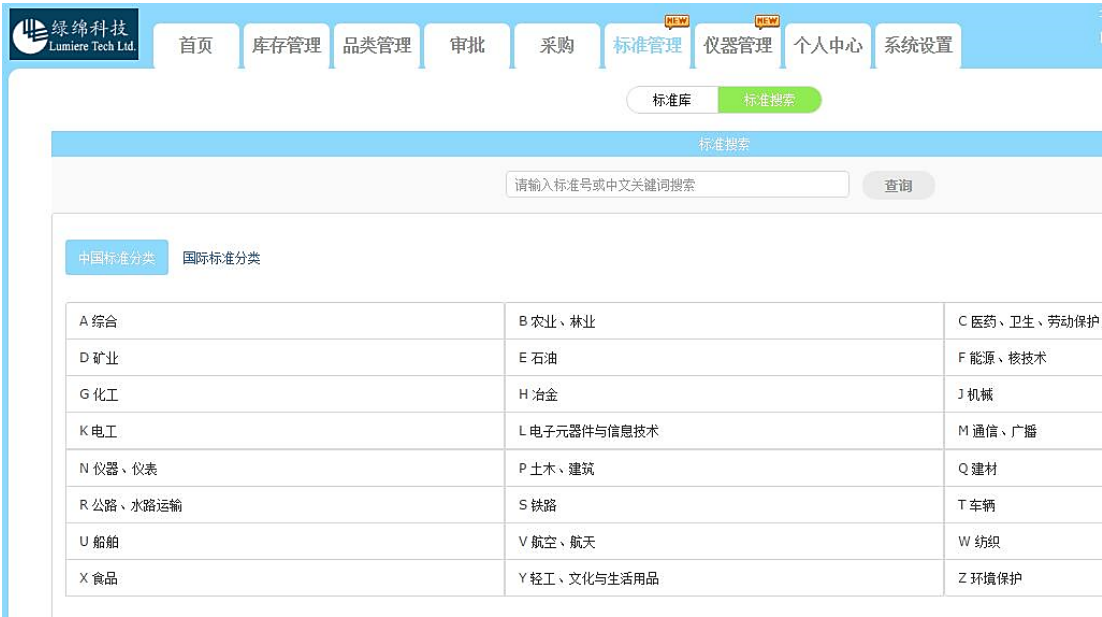 绿绵科技
Lumiere Tech Ltd.
首页 库存管理 品类管理 审批 采购 标准管理 NEW 仪器管理 NEW 个人中心 系统设置
标准库 标准搜索
标准搜索
请输入标准号或中文关键词搜索 查询
中国标准分类 国际标准分类
A 综合 B 农业、林业 C 医药、卫生、劳动保护
D 矿业 E 石油 F 能源、核技术
G 化工 H 冶金 J 机械
K 电工 L 电子元器件与信息技术 M 通信、广播
N 仪器、仪表 P 土木、建筑 Q 建材
R 公路、水路运输 S 铁路 T 车辆
U 船舶 V 航空、航天 W 纺织
X 食品 Y 轻工、文化与生活用品 Z 环境保护